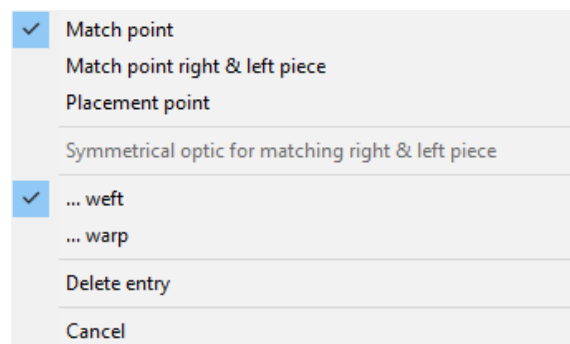 Match point
Match point right & left piece
Placement point
Symmetrical optic for matching right & left piece
... weft
... warp
Delete entry
Cancel